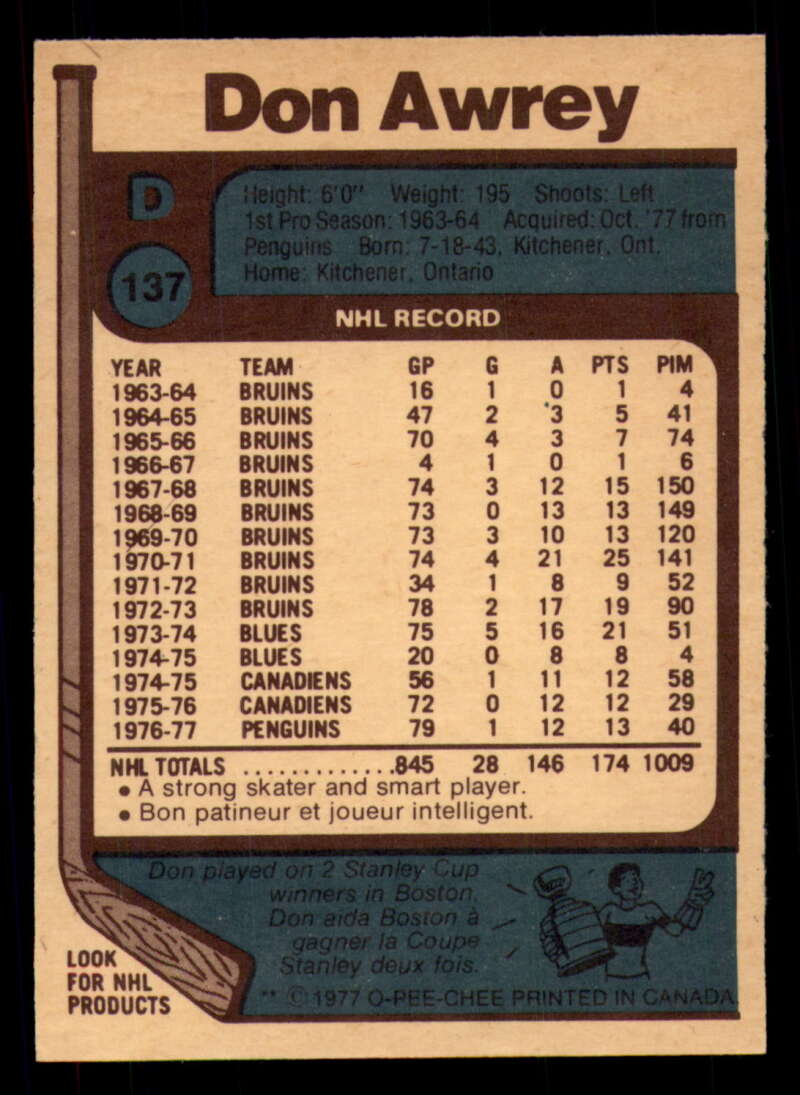 Don Awrey
D
137
Height: 6'0" Weight: 195 Shoots: Left
1st Pro Season: 1963-64 Acquired: Oct. '77 from
Penguins Born: 7-18-43, Kitchener, Ont.
Home: Kitchener, Ontario
NHL RECORD
YEAR TEAM GP G A PTS PIM
1963-64 BRUINS 16 1 0 1 4
1964-65 BRUINS 47 2 3 5 41
1965-66 BRUINS 70 4 3 7 74
1966-67 BRUINS 4 1 0 1 6
1967-68 BRUINS 74 3 12 15 150
1968-69 BRUINS 73 0 13 13 149
1969-70 BRUINS 73 3 10 13 120
1970-71 BRUINS 74 4 21 25 141
1971-72 BRUINS 34 1 8 9 52
1972-73 BRUINS 78 2 17 19 90
1973-74 BLUES 75 5 16 21 51
1974-75 BLUES 20 0 8 8 4
1974-75 CANADIENS 56 1 11 12 58
1975-76 CANADIENS 72 0 12 12 29
1976-77 PENGUINS 79 1 12 13 40
NHL TOTALS .............845 28 146 174 1009
• A strong skater and smart player.
• Bon patineur et joueur intelligent.
Don played on 2 Stanley Cup
winners in Boston.
Don aida Boston à
gagner la Coupe
Stanley deux fois.
LOOK
FOR NHL
PRODUCTS
** © 1977 O-PEE-CHEE PRINTED IN CANADA